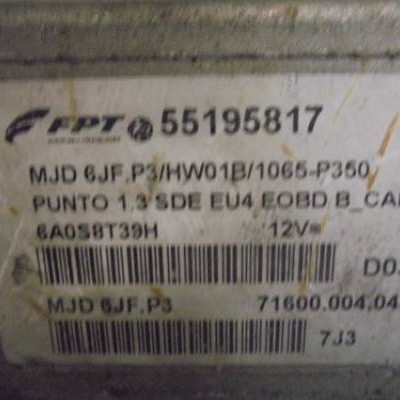 FPT 55195817
MJD 6JF.P3/HW01B/1065-P350
PUNTO 1.3 SDE EU4 EOBD B_CA
6A0S8T39H 12V=
D0
MJD 6JF.P3 71600.004.04
7J3